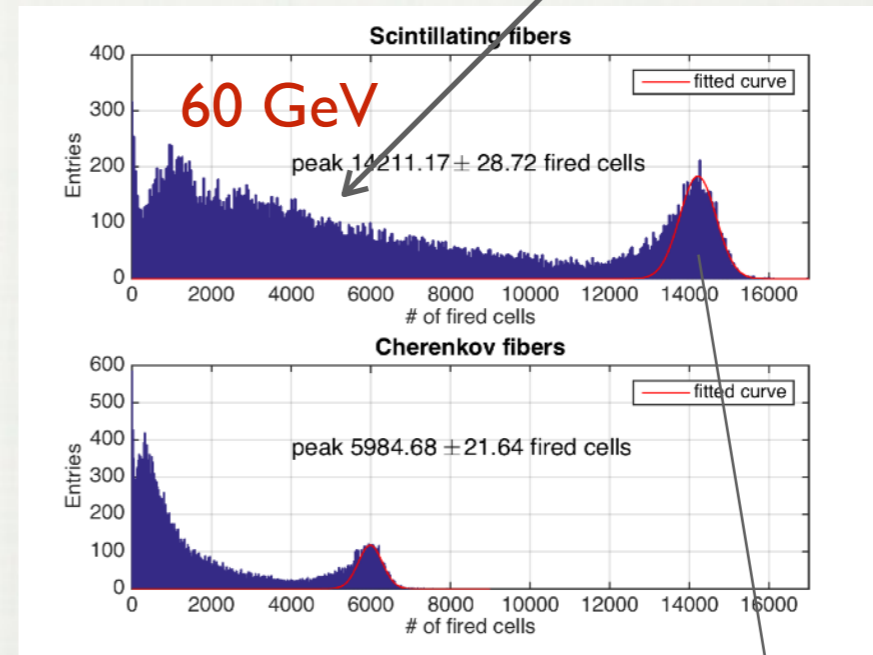 Scintillating fibers
400
300
200
100
0
Entries
60 GeV
fitted curve
peak 14211.17 ± 28.72 fired cells
0 2000 4000 6000 8000 10000 12000 14000 16000
# of fired cells
Cherenkov fibers
600
500
400
300
200
100
0
Entries
fitted curve
peak 5984.68 ± 21.64 fired cells
0 2000 4000 6000 8000 10000 12000 14000 16000
# of fired cells